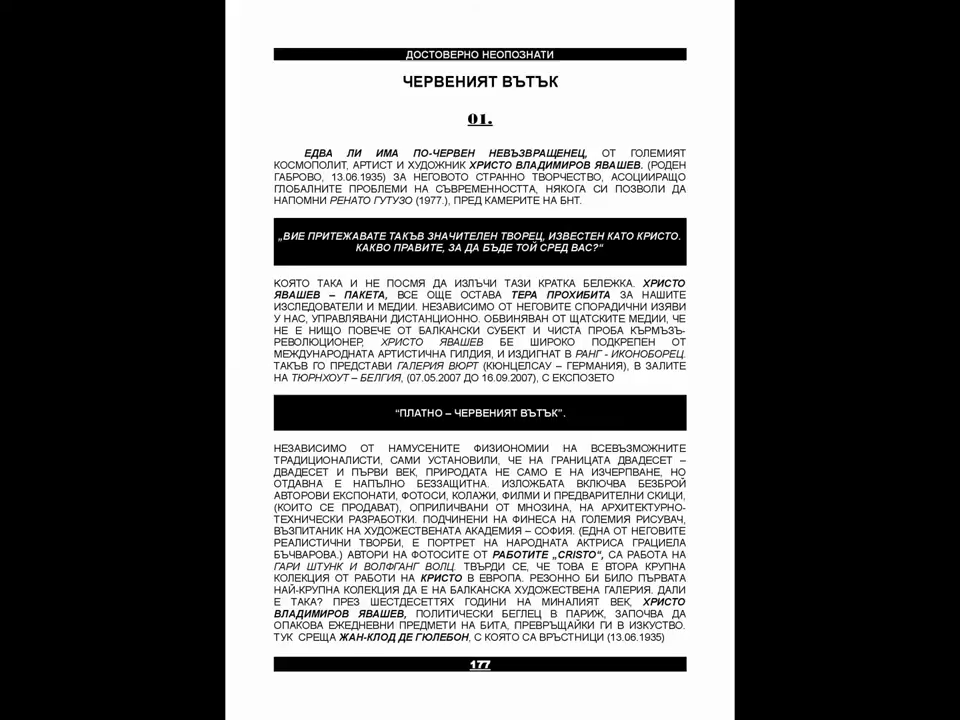 ДОСТОВЕРНО НЕОПОЗНАТИ
ЧЕРВЕНИЯТ ВЪТЪК
01.
ЕДВА ЛИ ИМА ПО-ЧЕРВЕН НЕВЪЗВРАЩЕНЕЦ, ОТ ГОЛЕМИЯТ
КОСМОПОЛИТ, АРТИСТ И ХУДОЖНИК ХРИСТО ВЛАДИМИРОВ ЯВАШЕВ. (РОДЕН
ГАБРОВО, 13.06.1935) ЗА НЕГОВОТО СТРАННО ТВОРЧЕСТВО, АСОЦИИРАЩО
ГЛОБАЛНИТЕ ПРОБЛЕМИ НА СЪВРЕМЕННОСТТА, НЯКОГА СИ ПОЗВОЛИ ДА
НАПОМНИ РЕНАТО ГУТУЗО (1977.), ПРЕД КАМЕРИТЕ НА БНТ.
„ВИЕ ПРИТЕЖАВАТЕ ТАКЪВ ЗНАЧИТЕЛЕН ТВОРЕЦ, ИЗВЕСТЕН КАТО КРИСТО.
КАКВО ПРАВИТЕ, ЗА ДА БЪДЕ ТОЙ СРЕД ВАС?“
КОЯТО ТАКА И НЕ ПОСМЯ ДА ИЗЛЪЧИ ТАЗИ КРАТКА БЕЛЕЖКА. ХРИСТО
ЯВАШЕВ – ПАКЕТА, ВСЕ ОЩЕ ОСТАВА ТЕРА ПРОХИБИТА ЗА НАШИТЕ
ИЗСЛЕДОВАТЕЛИ И МЕДИИ. НЕЗАВИСИМО ОТ НЕГОВИТЕ СПОРАДИЧНИ ИЗЯВИ
У НАС, УПРАВЛЯВАНИ ДИСТАНЦИОННО. ОБВИНЯВАН ОТ ЩАТСКИТЕ МЕДИИ, ЧЕ
НЕ Е НИЩО ПОВЕЧЕ ОТ БАЛКАНСКИ СУБЕКТ И ЧИСТА ПРОБА КЪРМЪЗЪ-
РЕВОЛЮЦИОНЕР, ХРИСТО ЯВАШЕВ БЕ ШИРОКО ПОДКРЕПЕН ОТ
МЕЖДУНАРОДНАТА АРТИСТИЧНА ГИЛДИЯ, И ИЗДИГНАТ В РАНГ - ИКОНОБОРЕЦ.
ТАКЪВ ГО ПРЕДСТАВИ ГАЛЕРИЯ ВЮРТ (КЮНЦЕЛСАУ – ГЕРМАНИЯ), В ЗАЛИТЕ
НА ТЮРНХОУТ – БЕЛГИЯ, (07.05.2007 ДО 16.09.2007), С ЕКСПОЗЕТО
“ПЛАТНО – ЧЕРВЕНИЯТ ВЪТЪК”.
НЕЗАВИСИМО ОТ НАМУСЕНИТЕ ФИЗИОНОМИИ НА ВСЕВЪЗМОЖНИТЕ
ТРАДИЦИОНАЛИСТИ, САМИ УСТАНОВИЛИ, ЧЕ НА ГРАНИЦАТА ДВАДЕСЕТ –
ДВАДЕСЕТ И ПЪРВИ ВЕК, ПРИРОДАТА НЕ САМО Е НА ИЗЧЕРПВАНЕ, НО
ОТДАВНА Е НАПЪЛНО БЕЗЗАЩИТНА. ИЗЛОЖБАТА ВКЛЮЧВА БЕЗБРОЙ
АВТОРОВИ ЕКСПОНАТИ, ФОТОСИ, КОЛАЖИ, ФИЛМИ И ПРЕДВАРИТЕЛНИ СКИЦИ,
(КОИТО СЕ ПРОДАВАТ), ОПРИЛИЧВАНИ ОТ МНОЗИНА, НА АРХИТЕКТУРНО-
ТЕХНИЧЕСКИ РАЗРАБОТКИ. ПОДЧИНЕНИ НА ФИНЕСА НА ГОЛЕМИЯ РИСУВАЧ,
ВЪЗПИТАНИК НА ХУДОЖЕСТВЕНАТА АКАДЕМИЯ – СОФИЯ. (ЕДНА ОТ НЕГОВИТЕ
РЕАЛИСТИЧНИ ТВОРБИ, Е ПОРТРЕТ НА НАРОДНАТА АКТРИСА ГРАЦИЕЛА
БЪЧВАРОВА.) АВТОРИ НА ФОТОСИТЕ ОТ РАБОТИТЕ „CRISTO“, СА РАБОТА НА
ГАРИ ШТУНК И ВОЛФГАНГ ВОЛЦ. ТВЪРДИ СЕ, ЧЕ ТОВА Е ВТОРА КРУПНА
КОЛЕКЦИЯ ОТ РАБОТИ НА КРИСТО В ЕВРОПА. РЕЗОННО БИ БИЛО ПЪРВАТА
НАЙ-КРУПНА КОЛЕКЦИЯ ДА Е НА БАЛКАНСКА ХУДОЖЕСТВЕНА ГАЛЕРИЯ. ДАЛИ
Е ТАКА? ПРЕЗ ШЕСТДЕСЕТТЯХ ГОДИНИ НА МИНАЛИЯТ ВЕК, ХРИСТО
ВЛАДИМИРОВ ЯВАШЕВ, ПОЛИТИЧЕСКИ БЕГЛЕЦ В ПАРИЖ, ЗАПОЧВА ДА
ОПАКОВА ЕЖЕДНЕВНИ ПРЕДМЕТИ НА БИТА, ПРЕВРЪЩАЙКИ ГИ В ИЗКУСТВО.
ТУК СРЕЩА ЖАН-КЛОД ДЕ ГЮЛЕБОН, С КОЯТО СА ВРЪСТНИЦИ (13.06.1935)
177